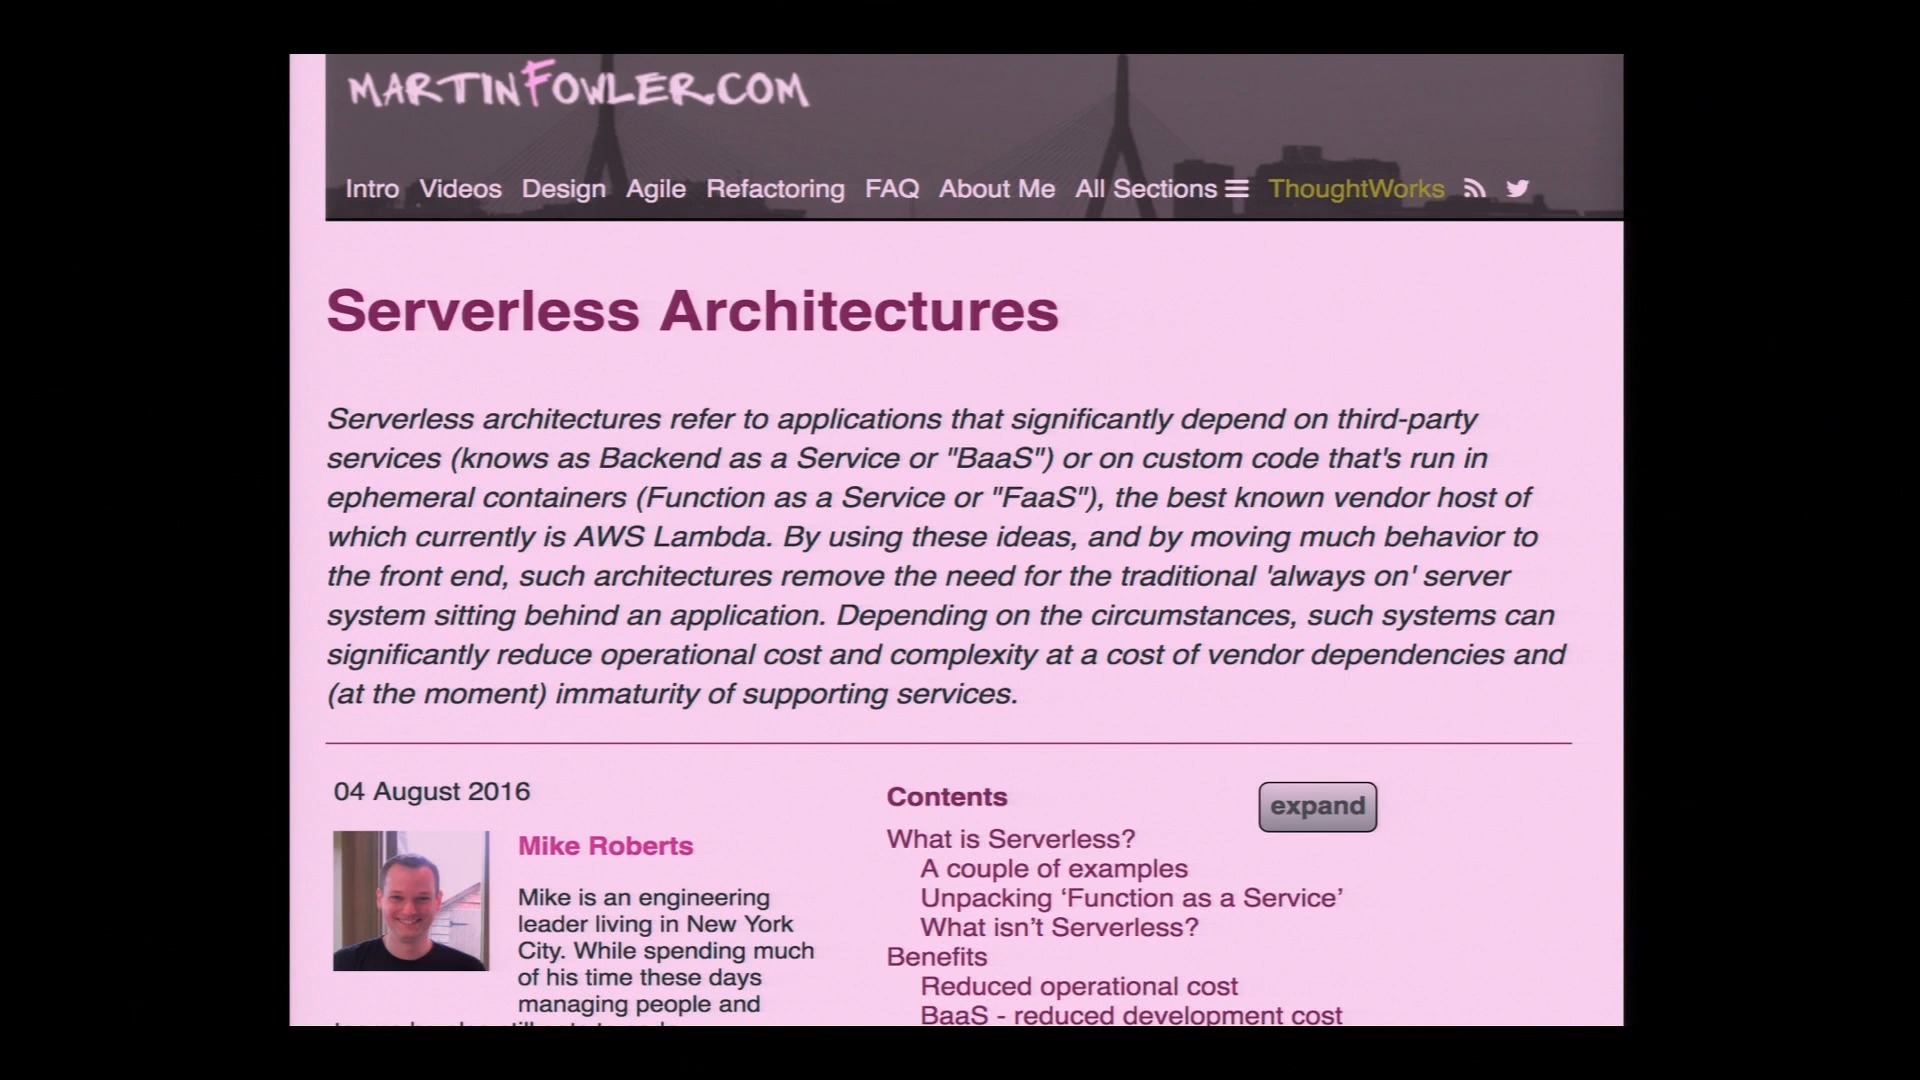 MARTINFOWLER.COM
Intro Videos Design Agile Refactoring FAQ About Me All Sections ThoughtWorks
Serverless Architectures
Serverless architectures refer to applications that significantly depend on third-party
services (knows as Backend as a Service or "BaaS") or on custom code that's run in
ephemeral containers (Function as a Service or "FaaS"), the best known vendor host of
which currently is AWS Lambda. By using these ideas, and by moving much behavior to
the front end, such architectures remove the need for the traditional 'always on' server
system sitting behind an application. Depending on the circumstances, such systems can
significantly reduce operational cost and complexity at a cost of vendor dependencies and
(at the moment) immaturity of supporting services.
04 August 2016
Mike Roberts
Mike is an engineering
leader living in New York
City. While spending much
of his time these days
managing people and
Contents
expand
What is Serverless?
A couple of examples
Unpacking ‘Function as a Service’
What isn’t Serverless?
Benefits
Reduced operational cost
BaaS - reduced development cost